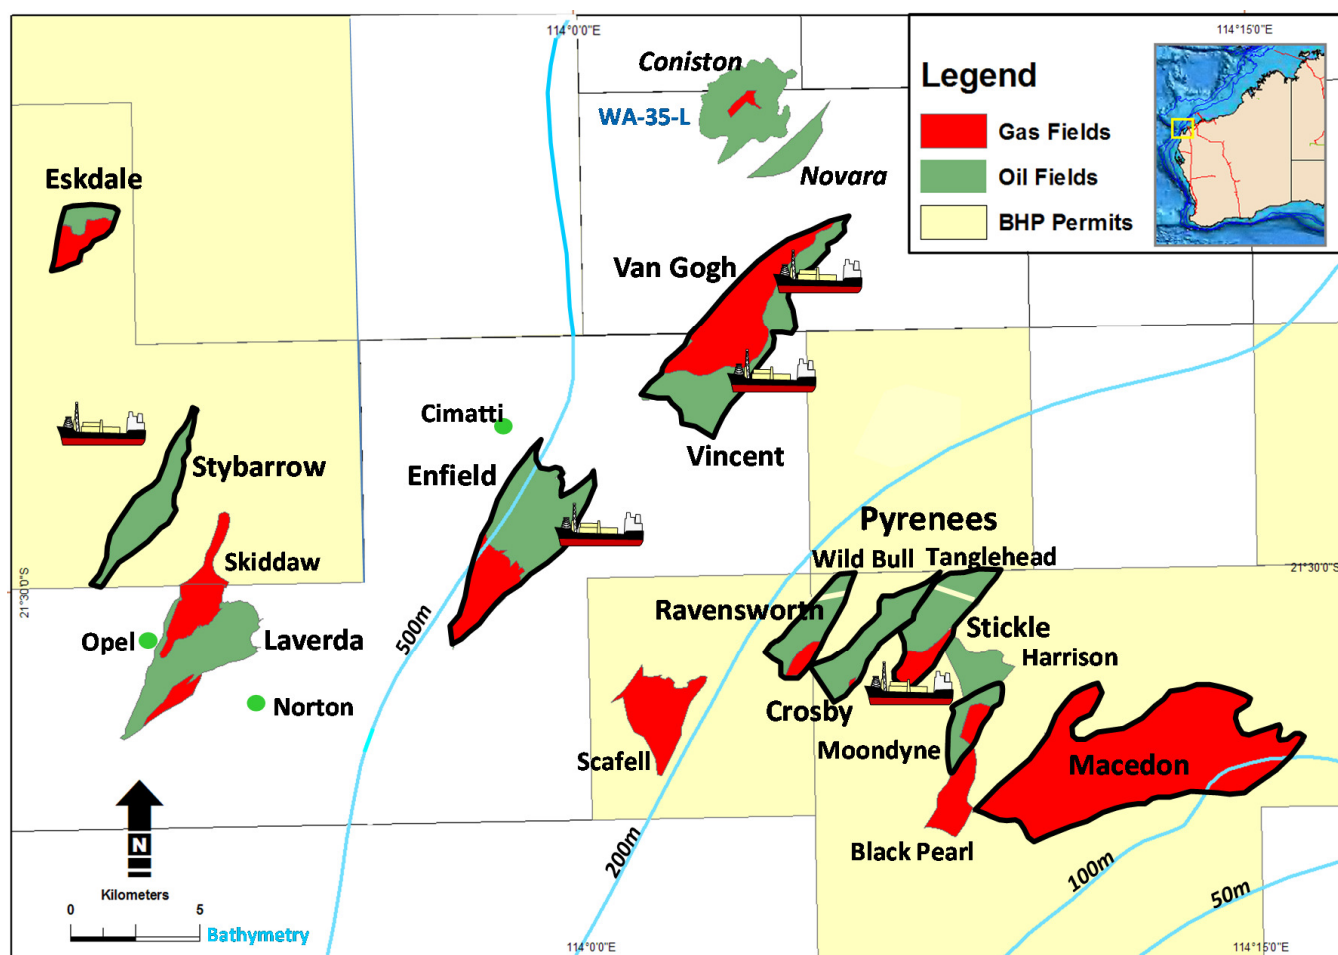 114°0'0"E
114°15'0"E
Coniston
WA-35-L
Novara
Legend
Gas Fields
Oil Fields
BHP Permits
Eskdale
Van Gogh
Cimatti
Stybarrow
Enfield
Vincent
Pyrenees
Skiddaw
Wild Bull
Tanglehead
21°30'0"S
21°30'0"S
Ravensworth
500m
Opel
Laverda
Stickle
Harrison
Norton
Crosby
Scafell
Moondyne
Macedon
N
Black Pearl
200m
100m
50m
Kilometers
0
5
Bathymetry
114°0'0"E
114°15'0"E